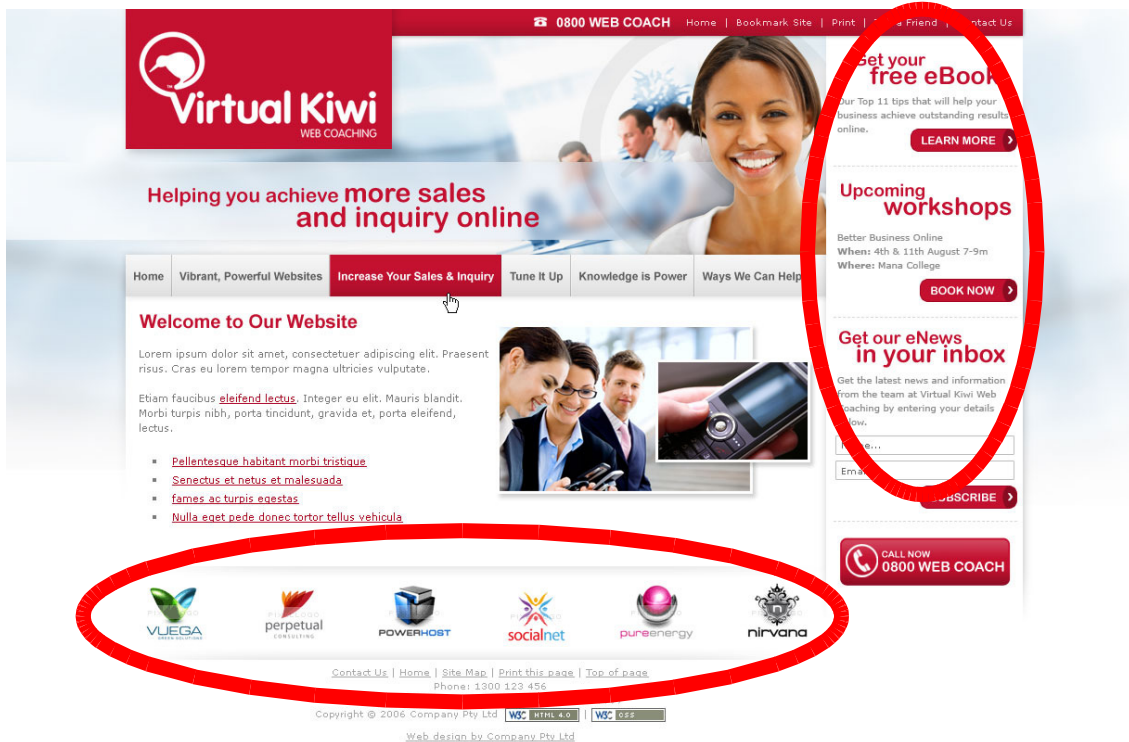 0800 WEB COACH Home | Bookmark Site | Print | a Friend | Contact Us
Virtual Kiwi
WEB COACHING
Helping you achieve more sales
and inquiry online
Home Vibrant, Powerful Websites Increase Your Sales & Inquiry Tune It Up Knowledge is Power Ways We Can Help
Welcome to Our Website
Lorem ipsum dolor sit amet, consectetuer adipiscing elit. Praesent
risus. Cras eu lorem tempor magna ultricies vulputate.
Etiam faucibus eleifend lectus. Integer eu elit. Mauris blandit.
Morbi turpis nibh, porta tincidunt, gravida et, porta eleifend,
lectus.
Pellentesque habitant morbi tristique
Senectus et netus et malesuada
fames ac turpis egestas
Nulla eget pede donec tortor tellus vehicula
Get your
free eBook
Our Top 11 tips that will help your
business achieve outstanding results
online.
LEARN MORE
Upcoming
workshops
Better Business Online
When: 4th & 11th August 7-9m
Where: Mana College
BOOK NOW
Get our eNews
in your inbox
Get the latest news and information
from the team at Virtual Kiwi Web
Coaching by entering your details
below.
Name...
Email
SUBSCRIBE
CALL NOW
0800 WEB COACH
VUEGA
GREEN SOLUTIONS
perpetual
CONSULTING
POWERHOST
socialnet
pureenergy
nirvana
Contact Us | Home | Site Map | Print this page | Top of page
Phone: 1300 123 456
Copyright © 2006 Company Pty Ltd W3C HTML 4.0 | W3C CSS
Web design by Company Pty Ltd